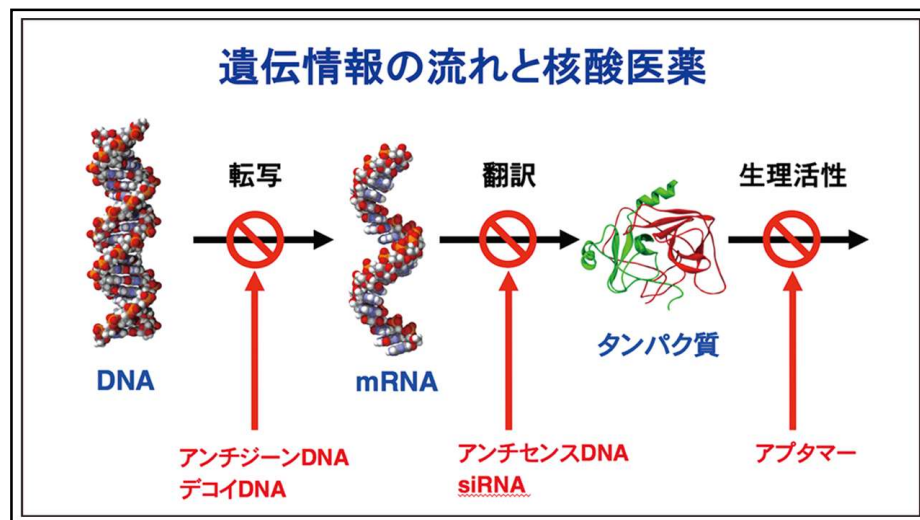 遺伝情報の流れと核酸医薬
転写
翻訳
生理活性
DNA
mRNA
タンパク質
アンチジーンDNA
デコイDNA
アンチセンスDNA
siRNA
アプタマー